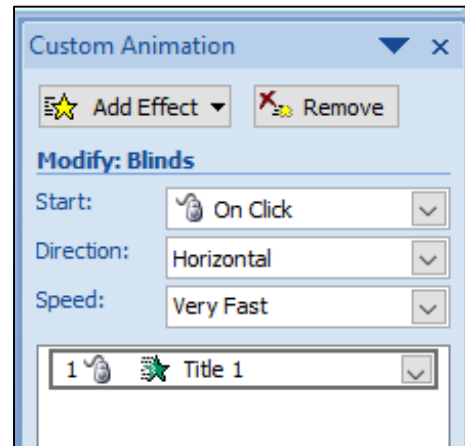 Custom Animation
Add Effect Remove
Modify: Blinds
Start: On Click
Direction: Horizontal
Speed: Very Fast
1 Title 1